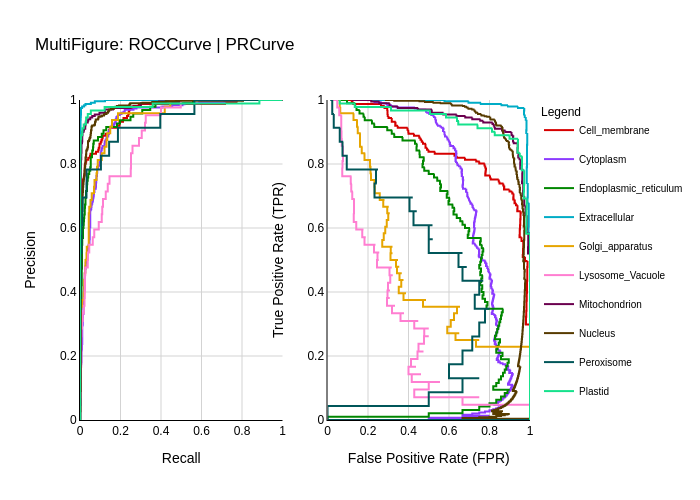 MultiFigure: ROCCurve | PRCurve
Precision
1
0.8
0.6
0.4
0.2
0
0 0.2 0.4 0.6 0.8 1
Recall
True Positive Rate (TPR)
1
0.8
0.6
0.4
0.2
0
0 0.2 0.4 0.6 0.8 1
False Positive Rate (FPR)
Legend
Cell_membrane
Cytoplasm
Endoplasmic_reticulum
Extracellular
Golgi_apparatus
Lysosome_Vacuole
Mitochondrion
Nucleus
Peroxisome
Plastid